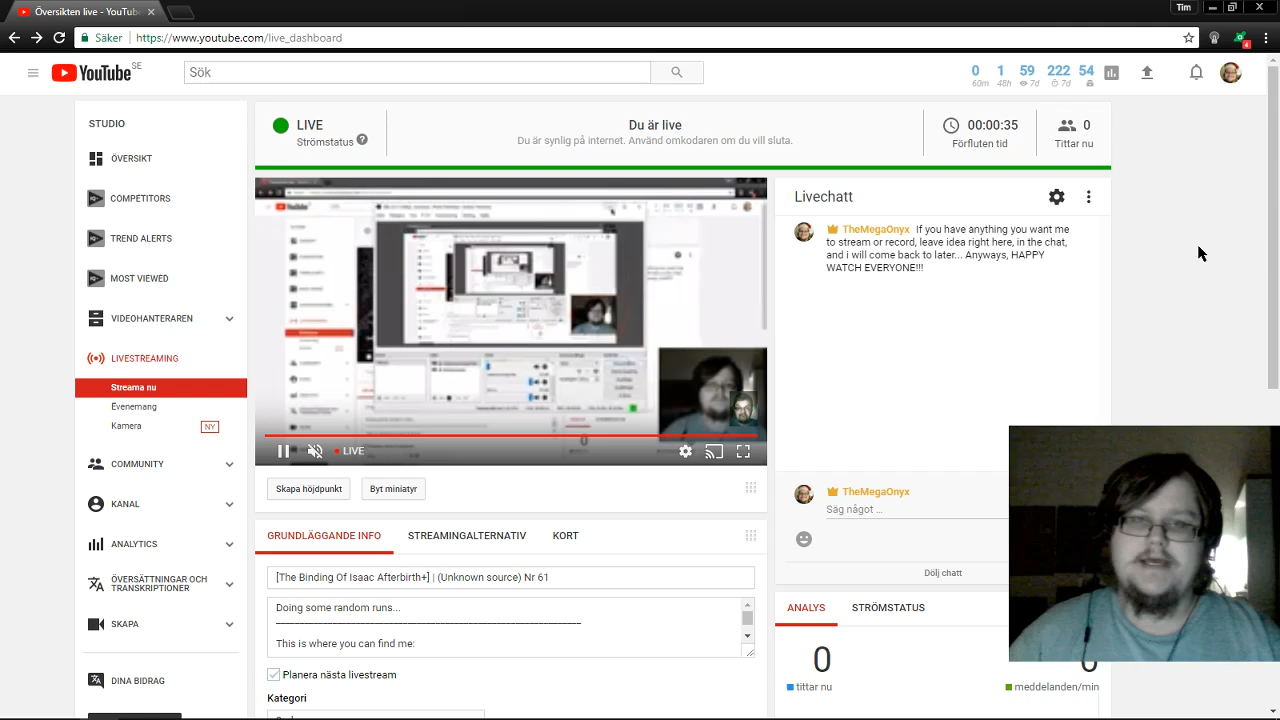 Översikten live - YouTub
Tim
Säker
https://www.youtube.com/live_dashboard
YouTube SE
Sök
0 1 59 222 54
60m 48h 7d 7d
STUDIO
ÖVERSIKT
COMPETITORS
TREND ALERTS
MOST VIEWED
VIDEOHANTERAREN
LIVESTREAMING
Streama nu
Evenemang
Kamera NY
COMMUNITY
KANAL
ANALYTICS
ÖVERSÄTTNINGAR OCH
TRANSKRIPTIONER
SKAPA
DINA BIDRAG
LIVE
Strömstatus ?
Du är live
Du är synlig på internet. Använd omkodaren om du vill sluta.
00:00:35
Förfluten tid
0
Tittar nu
LIVE
Skapa höjdpunkt
Byt miniatyr
GRUNDLÄGGANDE INFO
STREAMINGALTERNATIV
KORT
[The Binding Of Isaac Afterbirth+] | (Unknown source) Nr 61
Doing some random runs...
This is where you can find me:
Planera nästa livestream
Kategori
Livechatt
TheMegaOnyx If you have anything you want me
to stream or record, leave idea right here, in the chat,
and i will come back to later... Anyways, HAPPY
WATCH EVERYONE!!!
TheMegaOnyx
Säg något ...
Dölj chatt
ANALYS
STRÖMSTATUS
0
tittar nu
0
meddelanden/min